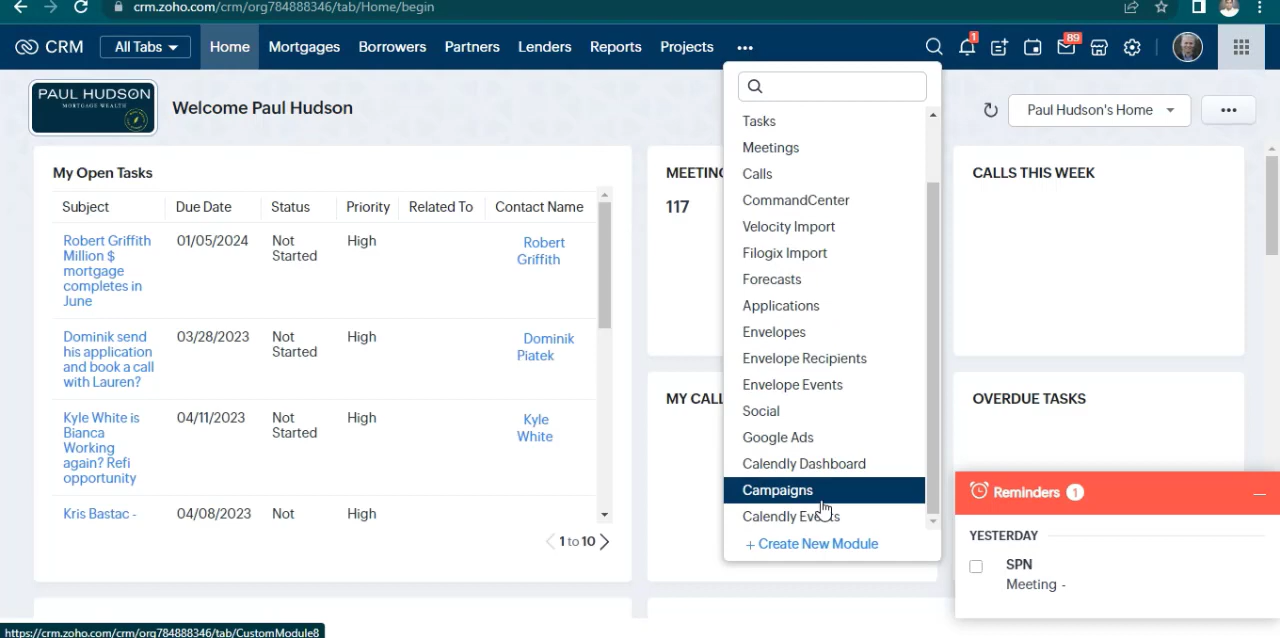 crm.zoho.com/crm/org784888346/tab/Home/begin
CRM
All Tabs
Home
Mortgages
Borrowers
Partners
Lenders
Reports
Projects
•••
1
89
PAUL HUDSON
MORTGAGE WEALTH
Welcome Paul Hudson
Paul Hudson's Home
•••
My Open Tasks
Subject
Due Date
Status
Priority
Related To
Contact Name
Robert Griffith
Million $
mortgage
completes in
June
01/05/2024
Not
Started
High
Robert
Griffith
Dominik send
his application
and book a call
with Lauren?
03/28/2023
Not
Started
High
Dominik
Piatek
Kyle White is
Bianca
Working
again? Refi
opportunity
04/11/2023
Not
Started
High
Kyle
White
Kris Bastac -
04/08/2023
Not
High
1 to 10
MEETIN
117
MY CALL
Tasks
Meetings
Calls
CommandCenter
Velocity Import
Filogix Import
Forecasts
Applications
Envelopes
Envelope Recipients
Envelope Events
Social
Google Ads
Calendly Dashboard
Campaigns
Calendly Events
+ Create New Module
CALLS THIS WEEK
OVERDUE TASKS
Reminders 1
YESTERDAY
SPN
Meeting -
https://crm.zoho.com/crm/org784888346/tab/CustomModule8